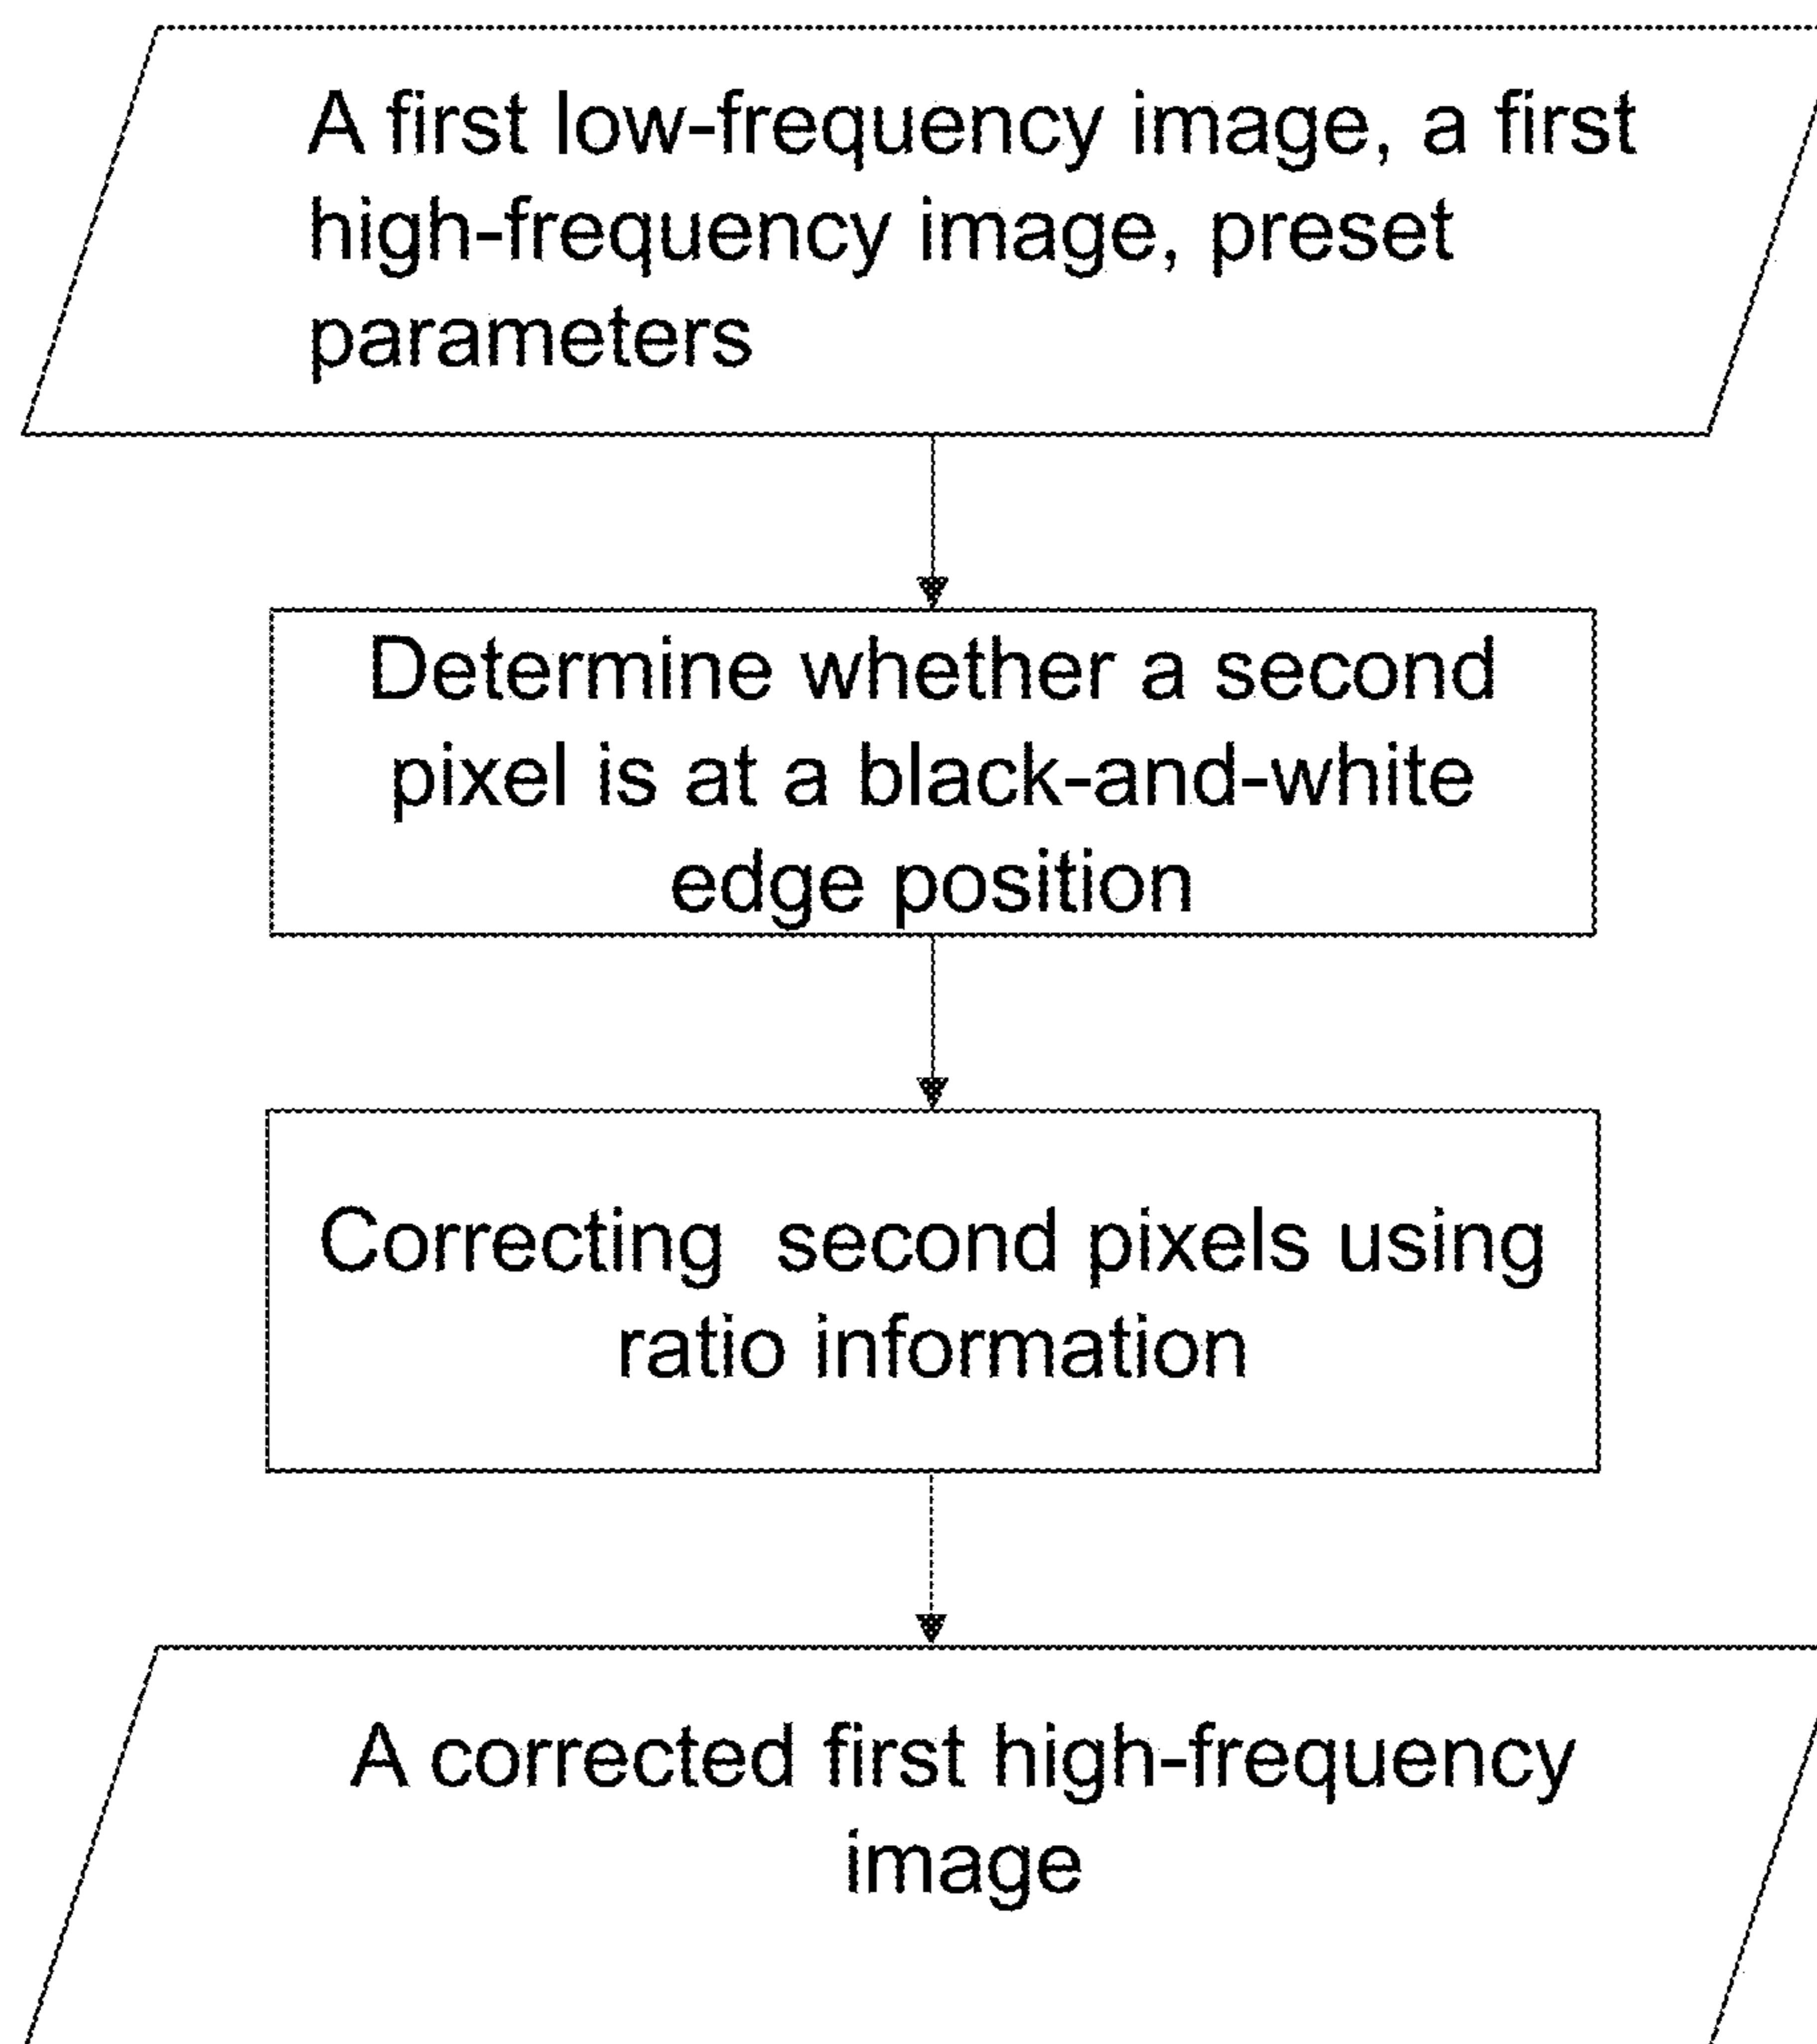 A first low-frequency image, a first
high-frequency image, preset
parameters
Determine whether a second
pixel is at a black-and-white
edge position
Correcting second pixels using
ratio information
A corrected first high-frequency
image